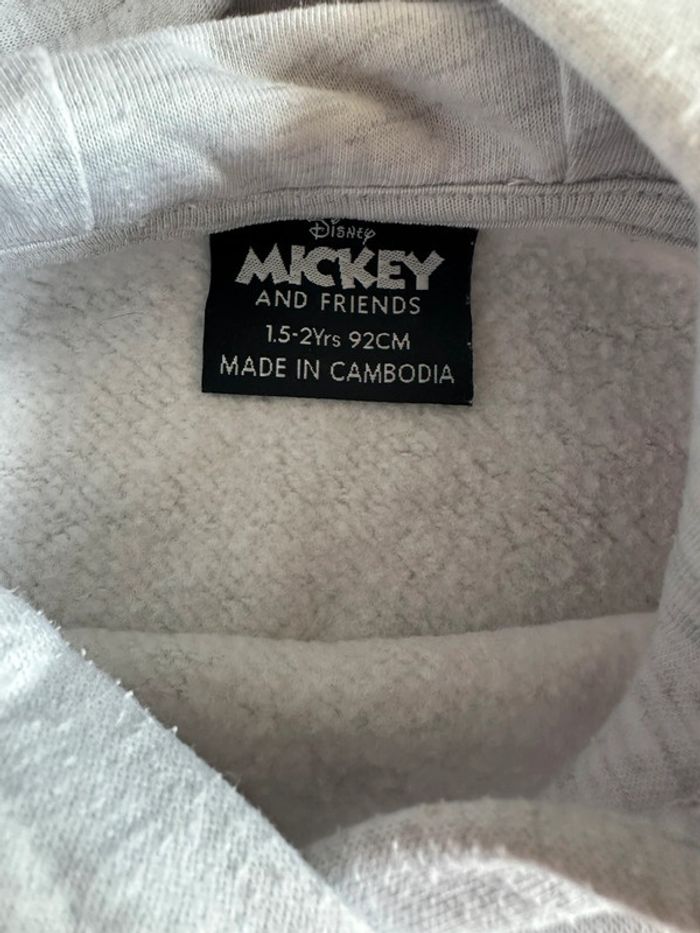 Disney
MICKEY
AND FRIENDS
1.5-2Yrs 92CM
MADE IN CAMBODIA